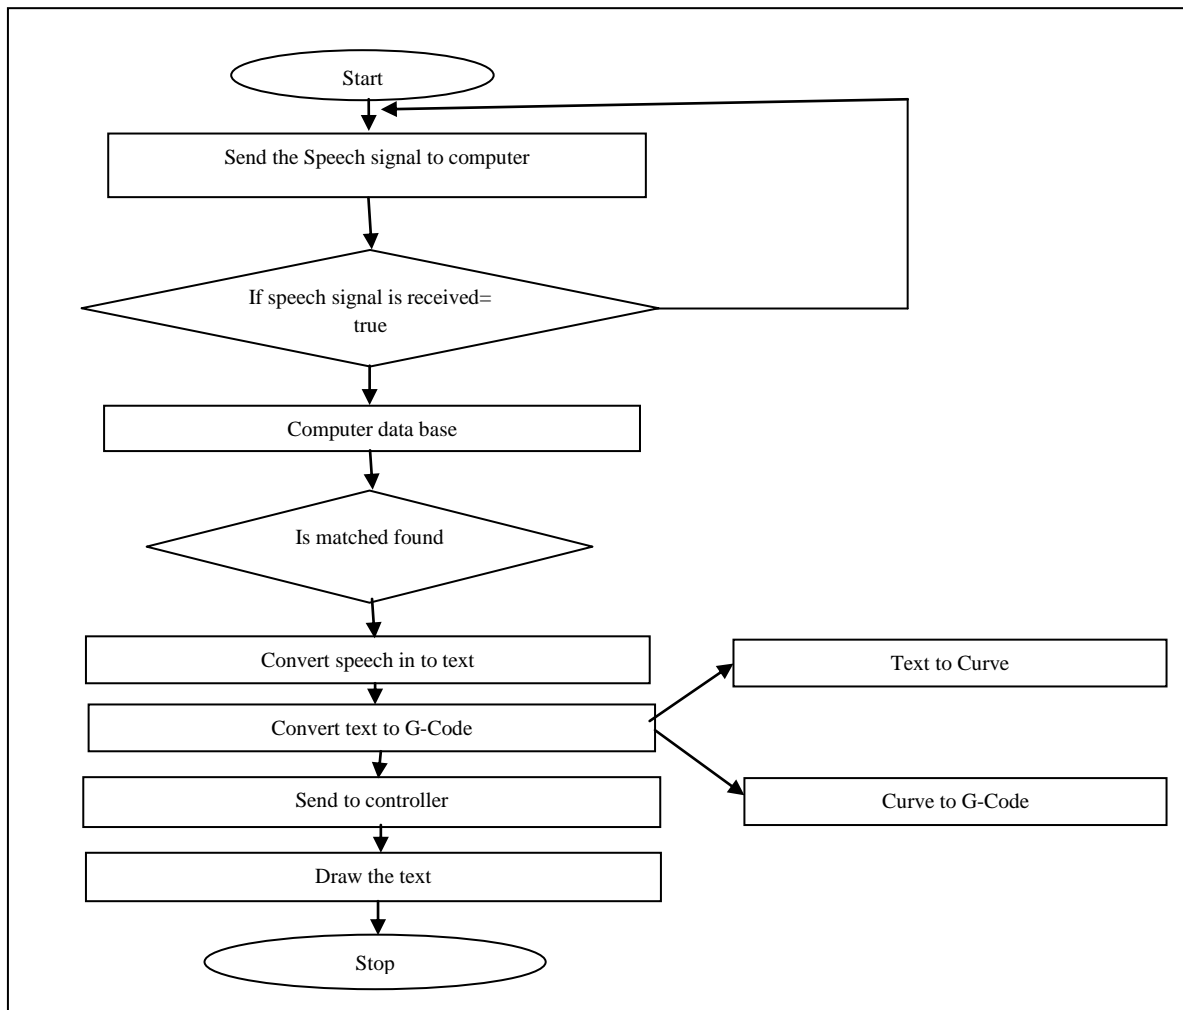 Start
Send the Speech signal to computer
If speech signal is received=
true
Computer data base
Is matched found
Convert speech in to text
Text to Curve
Convert text to G-Code
Send to controller
Curve to G-Code
Draw the text
Stop